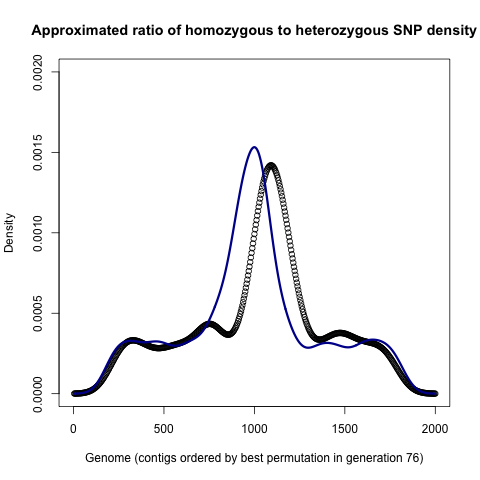 Approximated ratio of homozygous to heterozygous SNP density
Density
0.0020
0.0015
0.0010
0.0005
0.0000
0 500 1000 1500 2000
Genome (contigs ordered by best permutation in generation 76)